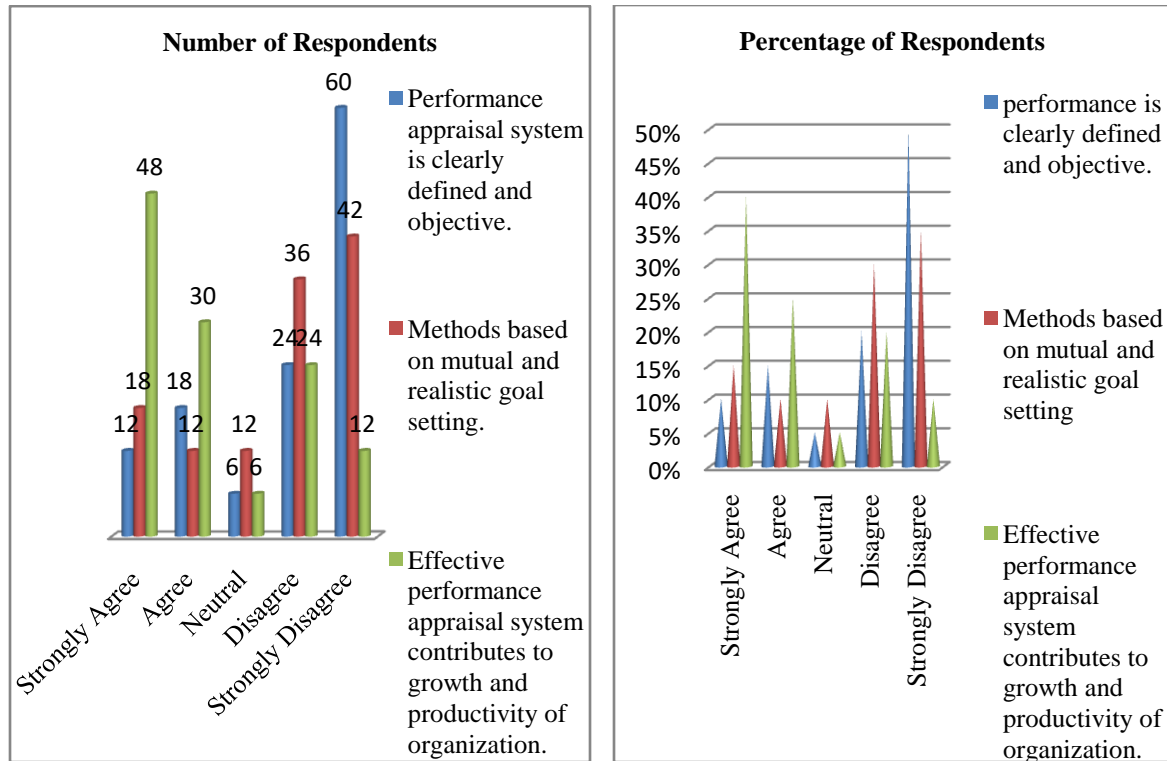 Number of Respondents
60
48
42
36
30
24
24
18
18
12
12
12
12
6
6
Strongly Agree
Agree
Neutral
Disagree
Strongly Disagree
Performance
appraisal system
is clearly
defined and
objective.
Methods based
on mutual and
realistic goal
setting.
Effective
performance
appraisal system
contributes to
growth and
productivity of
organization.
Percentage of Respondents
50%
45%
40%
35%
30%
25%
20%
15%
10%
5%
0%
Strongly Agree
Agree
Neutral
Disagree
Strongly Disagree
performance is
clearly defined
and objective.
Methods based
on mutual and
realistic goal
setting
Effective
performance
appraisal
system
contributes to
growth and
productivity of
organization.